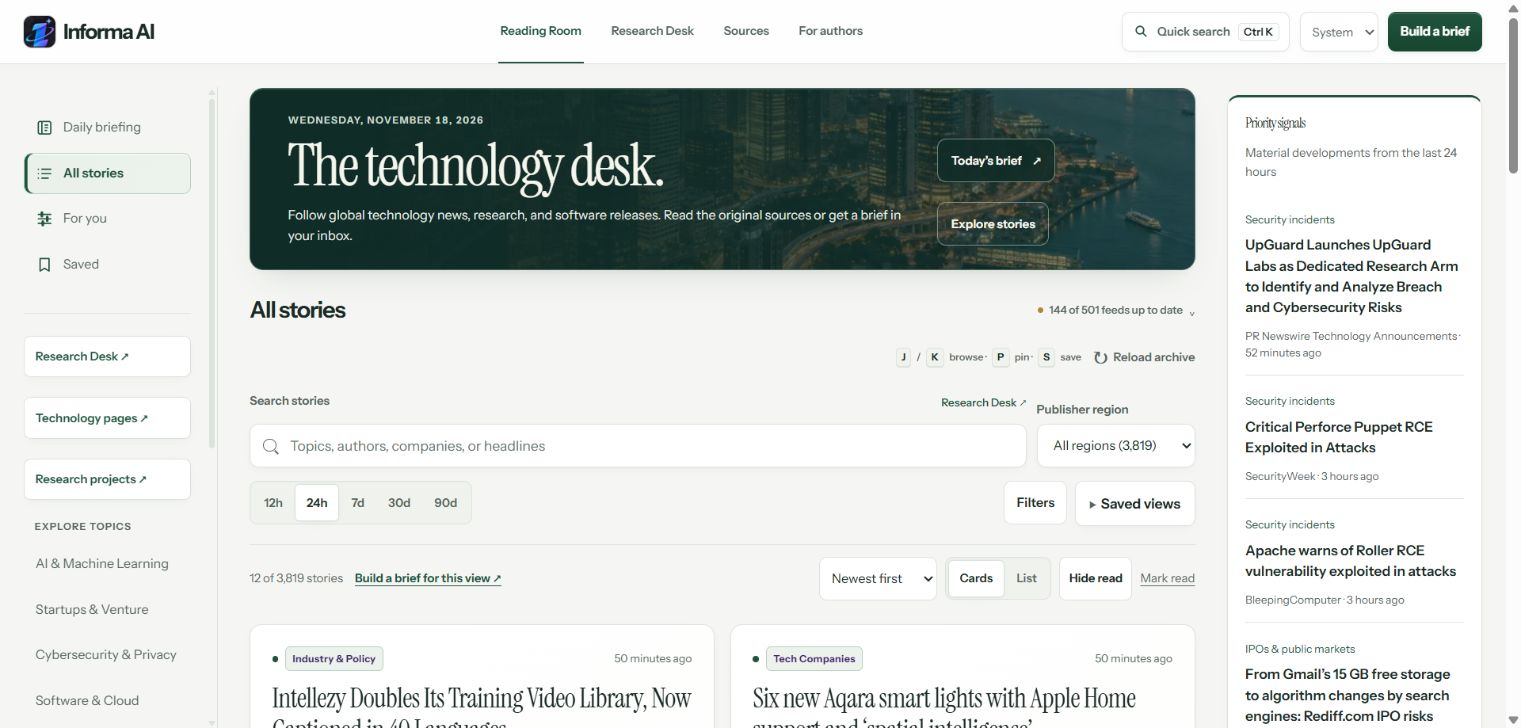 Informa AI
Reading Room
Research Desk
Sources
For authors
Quick search
Ctrl K
System
Build a brief
Daily briefing
All stories
For you
Saved
Research Desk ↗
Technology pages ↗
Research projects ↗
EXPLORE TOPICS
AI & Machine Learning
Startups & Venture
Cybersecurity & Privacy
Software & Cloud
WEDNESDAY, NOVEMBER 18, 2026
The technology desk.
Follow global technology news, research, and software releases. Read the original sources or get a brief in
your inbox.
Today's brief ↗
Explore stories
All stories
144 of 501 feeds up to date
J / K browse · P pin · S save
Reload archive
Search stories
Research Desk ↗
Publisher region
Topics, authors, companies, or headlines
All regions (3,819)
12h
24h
7d
30d
90d
Filters
▸ Saved views
12 of 3,819 stories
Build a brief for this view ↗
Newest first
Cards
List
Hide read
Mark read
Industry & Policy
50 minutes ago
Intellezy Doubles Its Training Video Library, Now
Captioned in 40 Languages
Tech Companies
50 minutes ago
Six new Aqara smart lights with Apple Home
support and ‘spatial intelligence’
Priority signals
Material developments from the last 24
hours
Security incidents
UpGuard Launches UpGuard
Labs as Dedicated Research Arm
to Identify and Analyze Breach
and Cybersecurity Risks
PR Newswire Technology Announcements ·
52 minutes ago
Security incidents
Critical Perforce Puppet RCE
Exploited in Attacks
SecurityWeek · 3 hours ago
Security incidents
Apache warns of Roller RCE
vulnerability exploited in attacks
BleepingComputer · 3 hours ago
IPOs & public markets
From Gmail's 15 GB free storage
to algorithm changes by search
engines: Rediff.com IPO risks